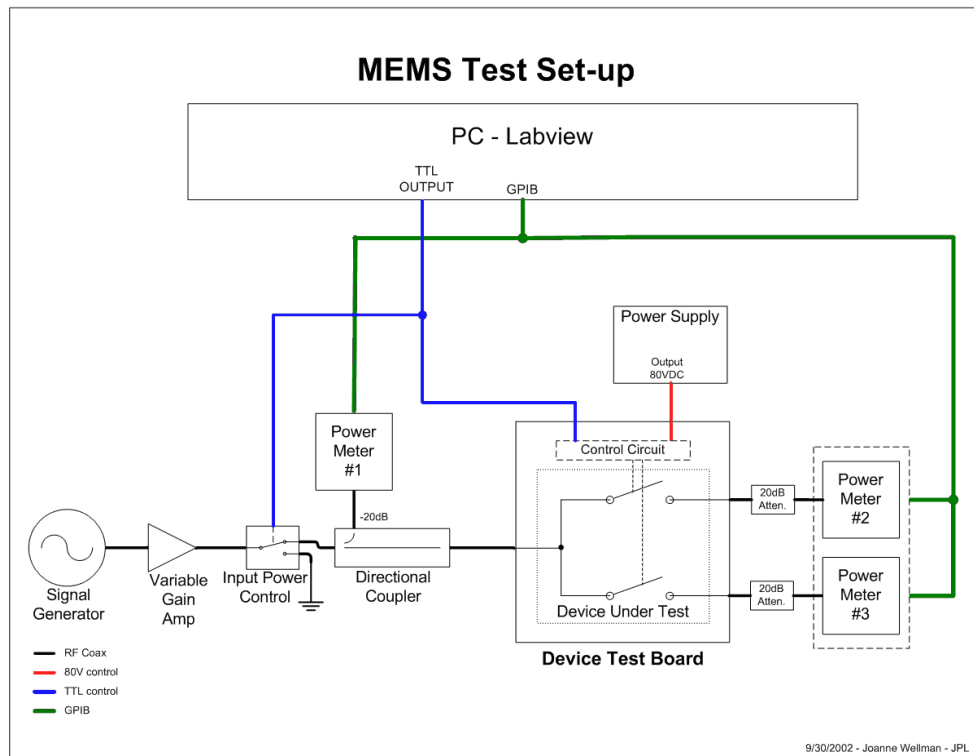 MEMS Test Set-up
PC - Labview
TTL
OUTPUT
GPIB
Power Supply
Output
80VDC
Power
Meter
#1
-20dB
Control Circuit
Device Under Test
Device Test Board
20dB
Atten.
Power
Meter
#2
20dB
Atten.
Power
Meter
#3
Signal
Generator
Variable
Gain
Amp
Input Power
Control
Directional
Coupler
RF Coax
80V control
TTL control
GPIB
9/30/2002 - Joanne Wellman - JPL